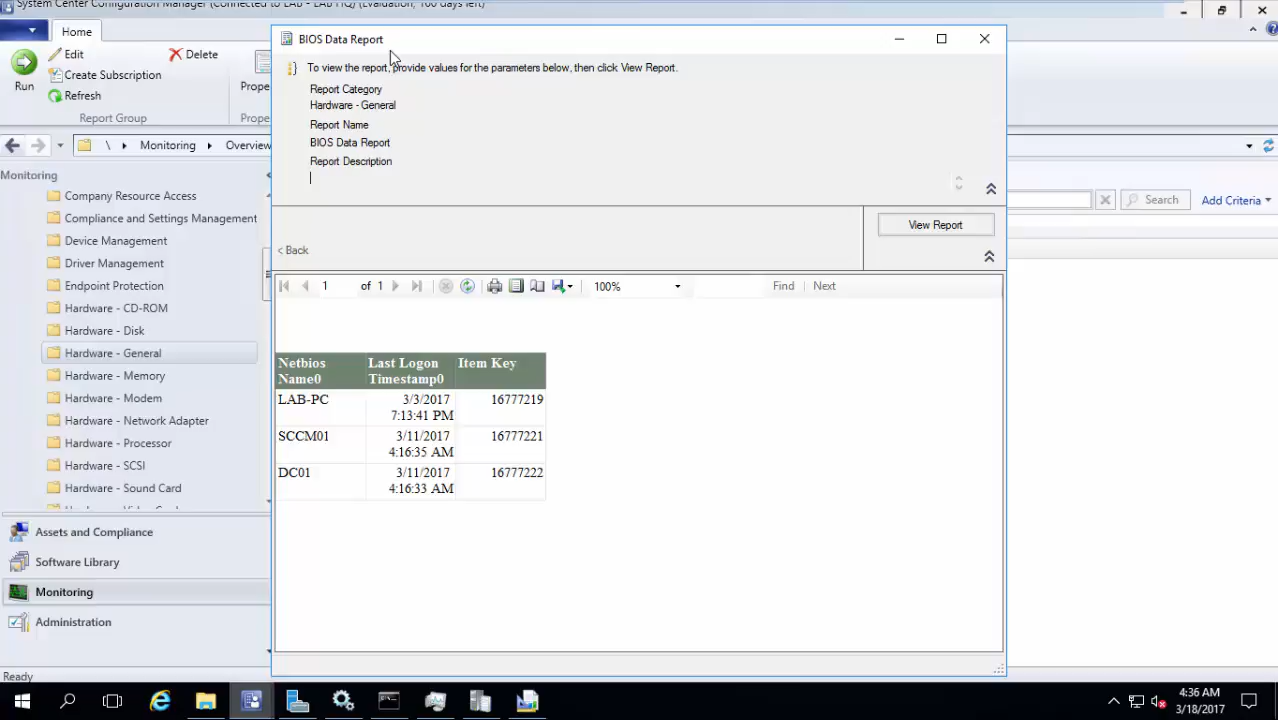 System Center Configuration Manager (Connected to LAB - LAB HQ) (Evaluation, 160 days left)
Home
Edit
Delete
Create Subscription
Run
Refresh
Prope
Report Group
Prope
\ Monitoring Overview
Monitoring
Company Resource Access
Compliance and Settings Management
Device Management
Driver Management
Endpoint Protection
Hardware - CD-ROM
Hardware - Disk
Hardware - General
Hardware - Memory
Hardware - Modem
Hardware - Network Adapter
Hardware - Processor
Hardware - SCSI
Hardware - Sound Card
Assets and Compliance
Software Library
Monitoring
Administration
Ready
BIOS Data Report
To view the report, provide values for the parameters below, then click View Report.
Report Category
Hardware - General
Report Name
BIOS Data Report
Report Description
View Report
< Back
1 of 1 100% Find Next
Netbios Name0 Last Logon Timestamp0 Item Key
LAB-PC 3/3/2017 7:13:41 PM 16777219
SCCM01 3/11/2017 4:16:35 AM 16777221
DC01 3/11/2017 4:16:33 AM 16777222
Search
Add Criteria
4:36 AM
3/18/2017